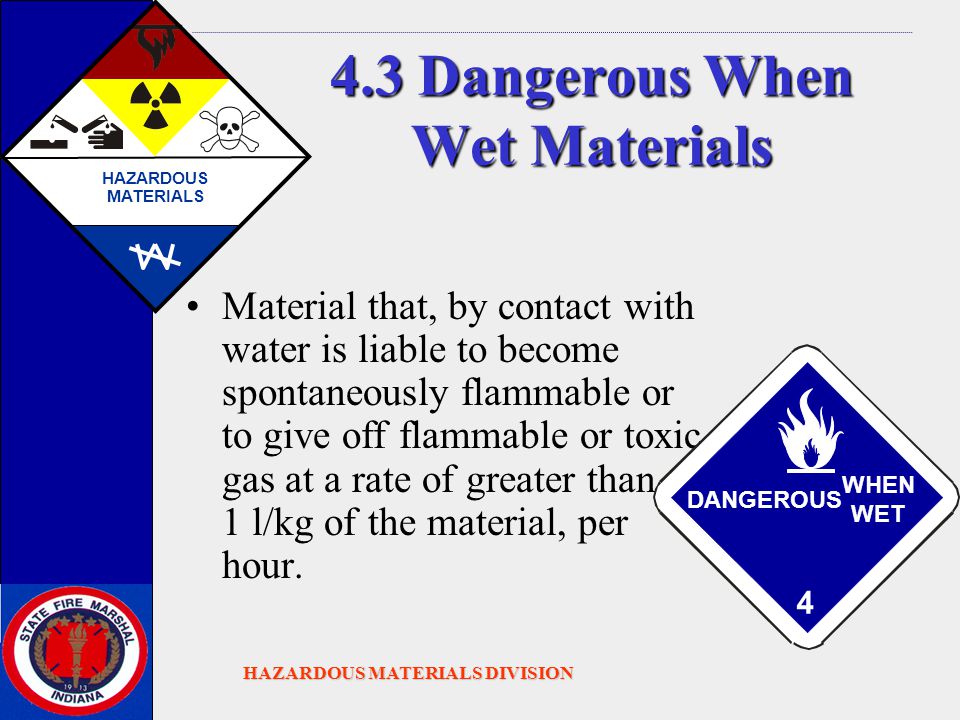 4.3 Dangerous When
Wet Materials
HAZARDOUS
MATERIALS
W
• Material that, by contact with
water is liable to become
spontaneously flammable or
to give off flammable or toxic
gas at a rate of greater than
1 l/kg of the material, per
hour.
DANGEROUS
WHEN
WET
4
STATE FIRE MARSHAL
1913
INDIANA
HAZARDOUS MATERIALS DIVISION